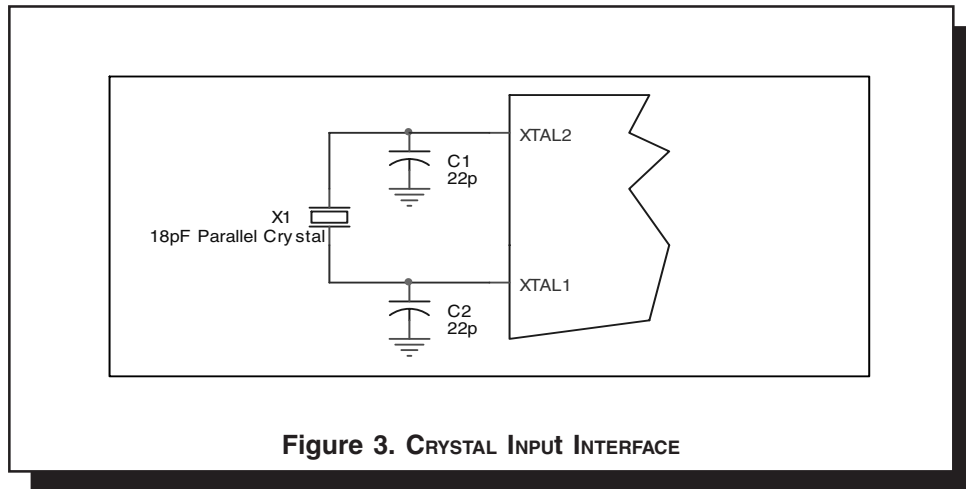 XTAL2
C1
22p
X1
18pF Parallel Crystal
XTAL1
C2
22p
Figure 3. CRYSTAL INPUt INTERFACE